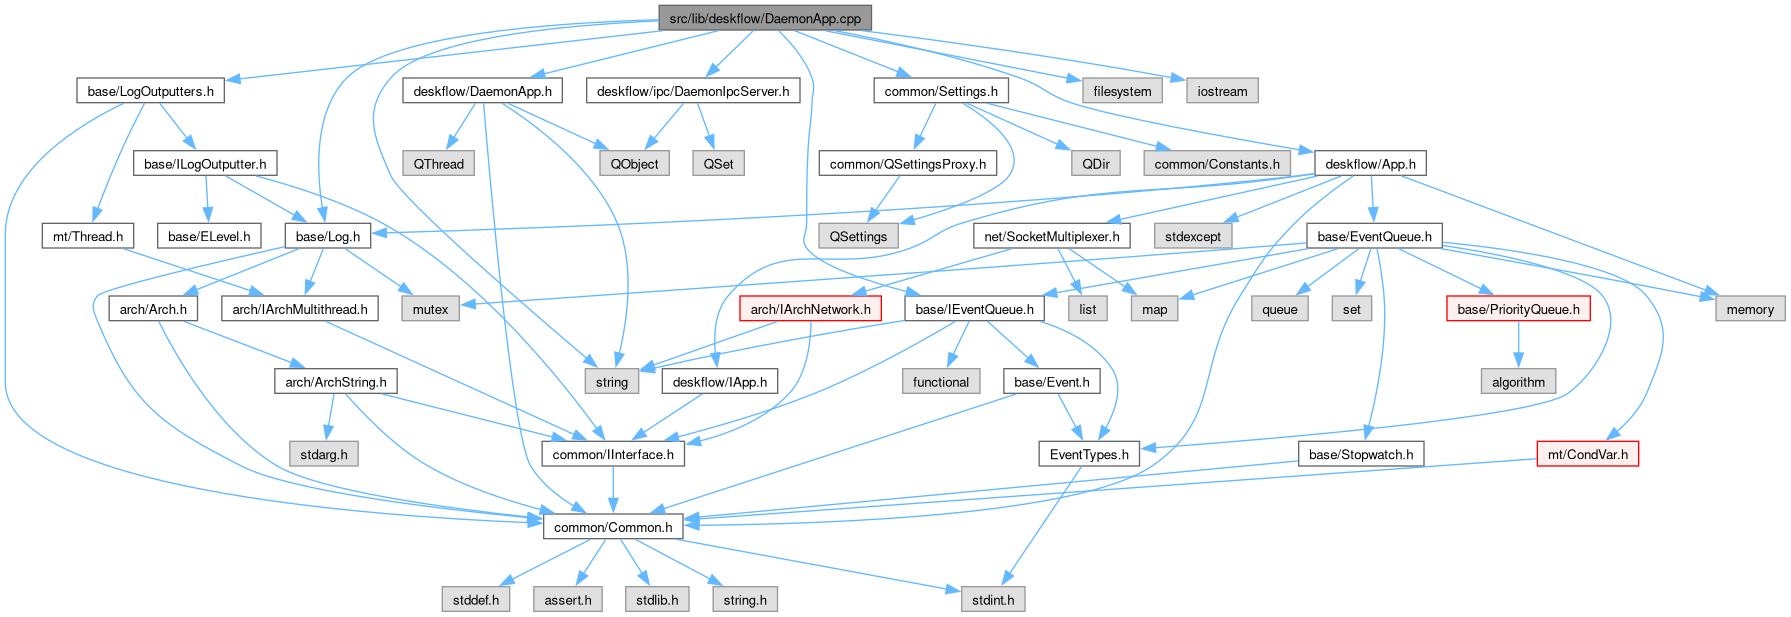 src/lib/deskflow/DaemonApp.cpp
base/LogOutputters.h
deskflow/DaemonApp.h
deskflow/ipc/DaemonIpcServer.h
common/Settings.h
filesystem
iostream
base/ILogOutputter.h
QThread
QObject
QSet
common/QSettingsProxy.h
QDir
common/Constants.h
deskflow/App.h
mt/Thread.h
base/ELevel.h
base/Log.h
QSettings
net/SocketMultiplexer.h
stdexcept
base/EventQueue.h
arch/Arch.h
arch/IArchMultithread.h
mutex
arch/IArchNetwork.h
base/IEventQueue.h
list
map
queue
set
base/PriorityQueue.h
memory
arch/ArchString.h
string
deskflow/IApp.h
functional
base/Event.h
algorithm
stdarg.h
common/IInterface.h
EventTypes.h
base/Stopwatch.h
mt/CondVar.h
common/Common.h
stddef.h
assert.h
stdlib.h
string.h
stdint.h